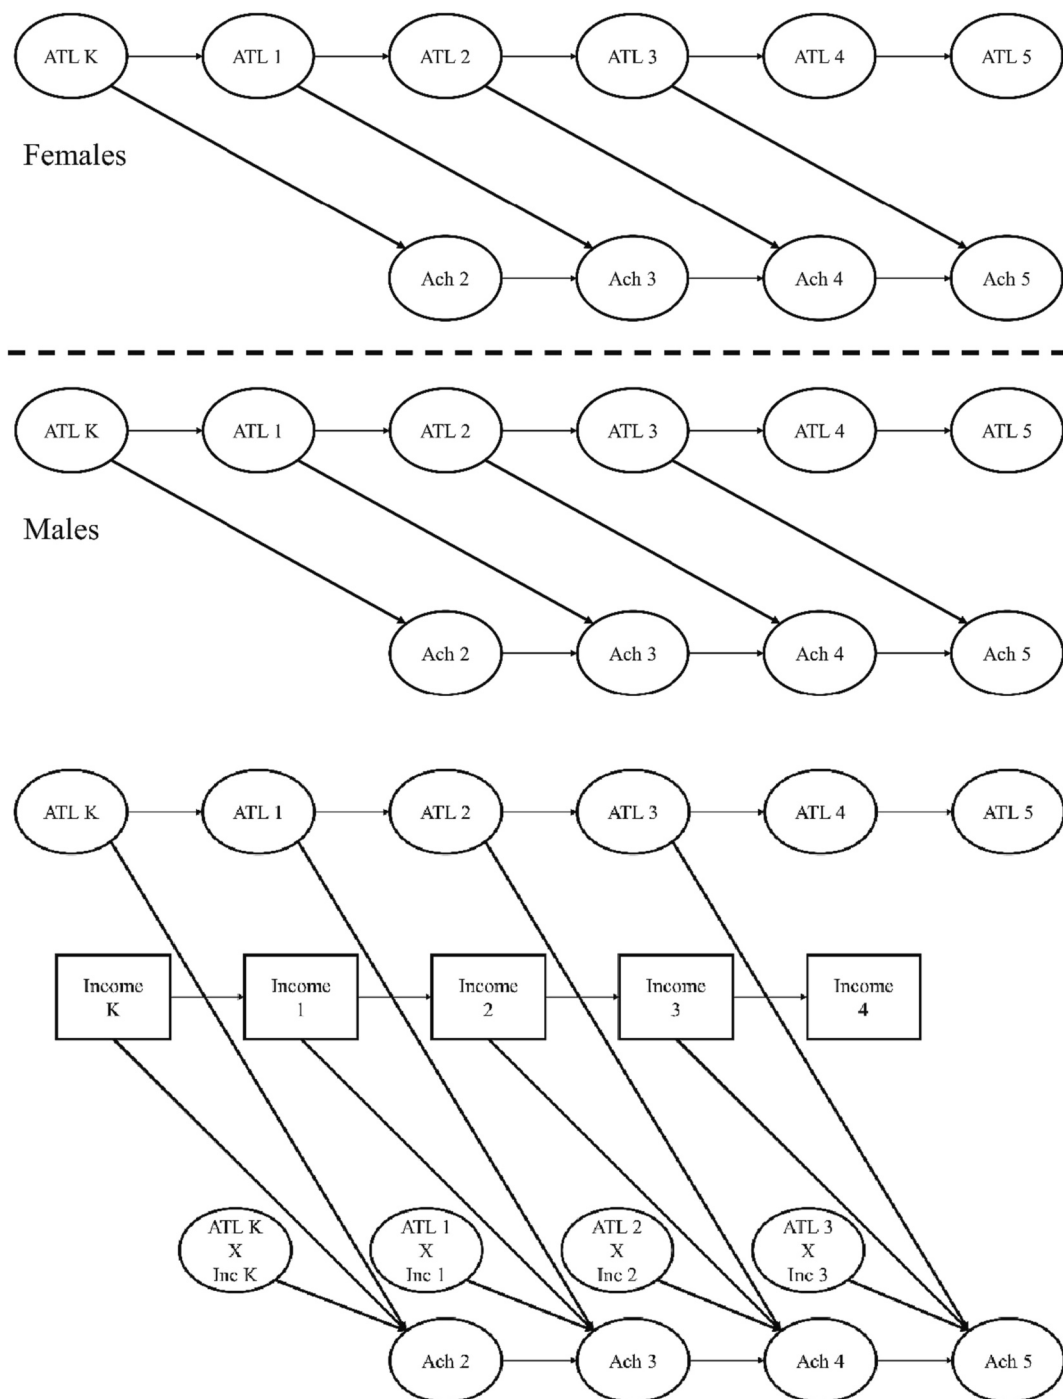 ATL K
ATL 1
ATL 2
ATL 3
ATL 4
ATL 5
Females
Ach 2
Ach 3
Ach 4
Ach 5
ATL K
ATL 1
ATL 2
ATL 3
ATL 4
ATL 5
Males
Ach 2
Ach 3
Ach 4
Ach 5
ATL K
ATL 1
ATL 2
ATL 3
ATL 4
ATL 5
Income
K
Income
1
Income
2
Income
3
Income
4
ATL K
X
Inc K
ATL 1
X
Inc 1
ATL 2
X
Inc 2
ATL 3
X
Inc 3
Ach 2
Ach 3
Ach 4
Ach 5